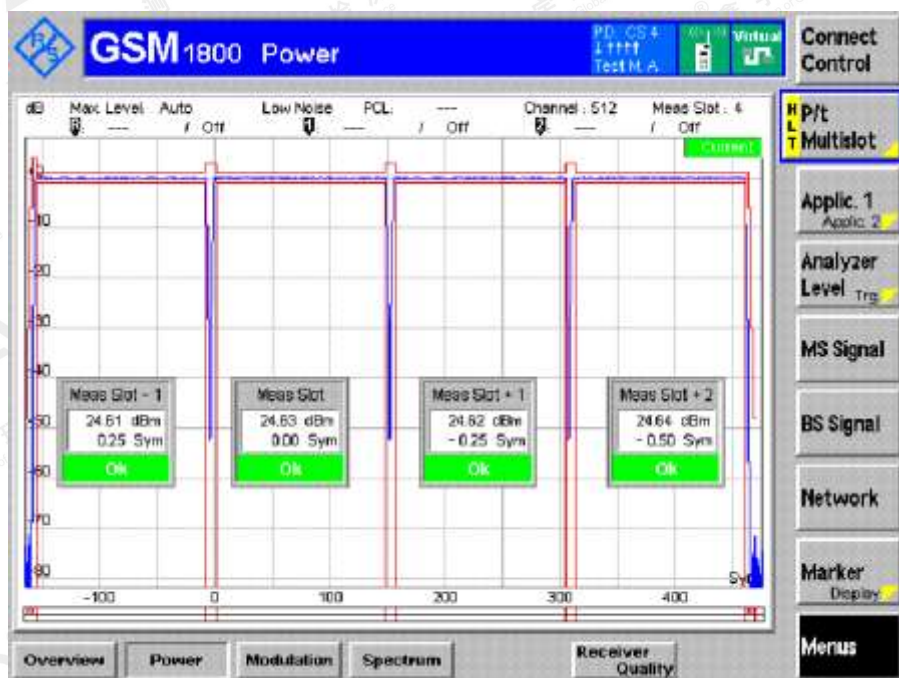 GSM 1800 Power
PD: CS 4
Test M. A.
Virtual
Connect Control
dB Max. Level: Auto Low Noise PCL: --- Channel : 512 Meas Slot : 4
--- / Off 1 --- / Off 2 --- / Off
Current
H L T
P/t Multislot
Applic. 1
Applic. 2
Analyzer Level Trg.
MS Signal
BS Signal
Network
Marker
Display
Menus
-10
-20
-30
-40
-50
-60
-70
-80
Meas Slot - 1
24.61 dBm
0.25 Sym
Ok
Meas Slot
24.63 dBm
0.00 Sym
Ok
Meas Slot + 1
24.62 dBm
- 0.25 Sym
Ok
Meas Slot + 2
24.64 dBm
- 0.50 Sym
Ok
-100 0 100 200 300 400
Overview Power Modulation Spectrum Receiver Quality